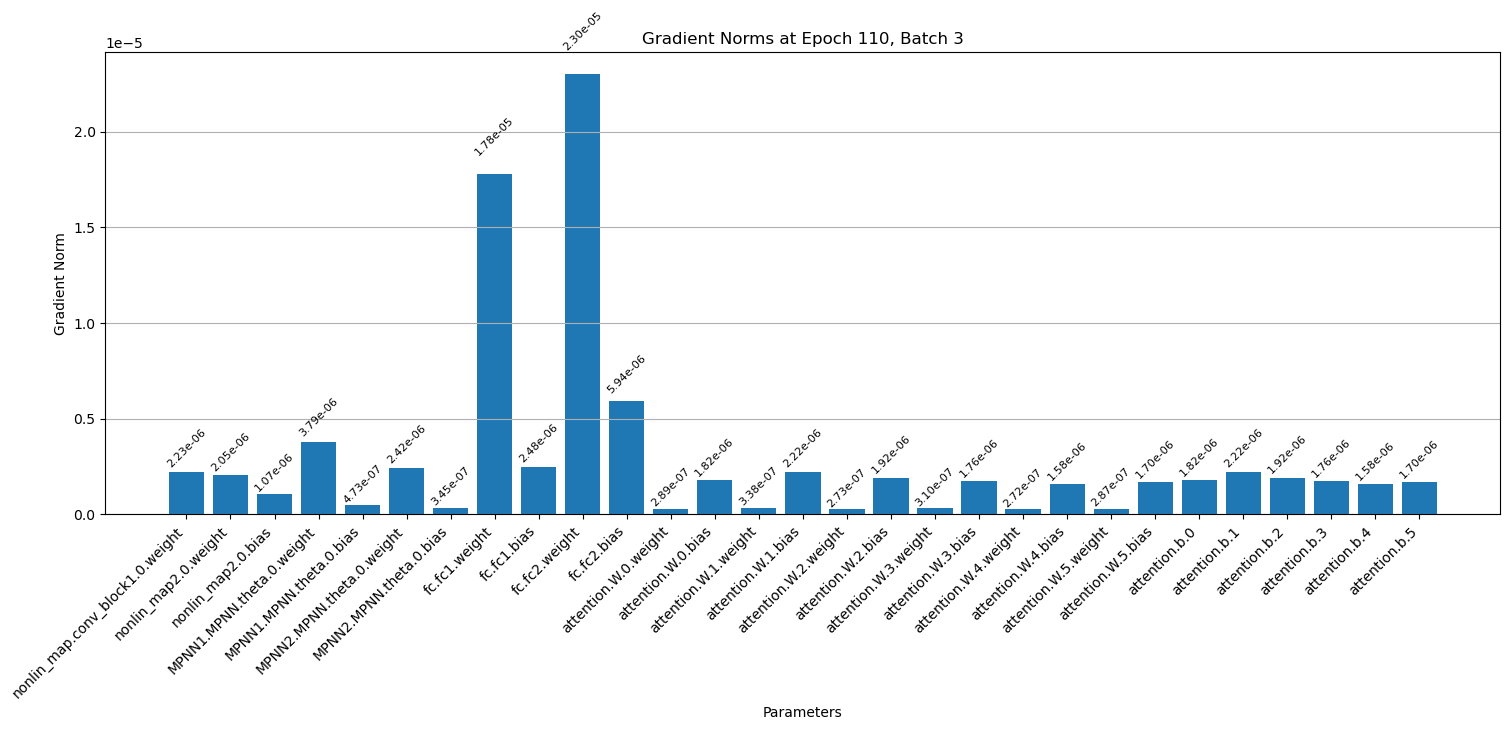 Gradient Norms at Epoch 110, Batch 3
1e−5
Gradient Norm
2.0
1.5
1.0
0.5
0.0
2.23e-06
2.05e-06
1.07e-06
3.79e-06
4.73e-07
2.42e-06
3.45e-07
1.78e-05
2.48e-06
2.30e-05
5.94e-06
2.89e-07
1.82e-06
3.38e-07
2.22e-06
2.73e-07
1.92e-06
3.10e-07
1.76e-06
2.72e-07
1.58e-06
2.87e-07
1.70e-06
1.82e-06
2.22e-06
1.92e-06
1.76e-06
1.58e-06
1.70e-06
nonlin_map.conv_block1.0.weight
nonlin_map2.0.weight
nonlin_map2.0.bias
MPNN1.MPNN.theta.0.weight
MPNN1.MPNN.theta.0.bias
MPNN2.MPNN.theta.0.weight
MPNN2.MPNN.theta.0.bias
fc.fc1.weight
fc.fc1.bias
fc.fc2.weight
fc.fc2.bias
attention.W.0.weight
attention.W.0.bias
attention.W.1.weight
attention.W.1.bias
attention.W.2.weight
attention.W.2.bias
attention.W.3.weight
attention.W.3.bias
attention.W.4.weight
attention.W.4.bias
attention.W.5.weight
attention.W.5.bias
attention.b.0
attention.b.1
attention.b.2
attention.b.3
attention.b.4
attention.b.5
Parameters